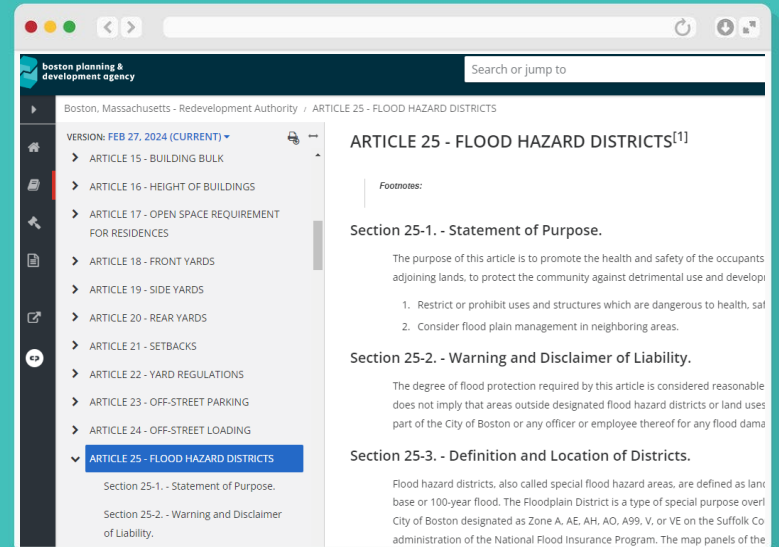 boston planning &
development agency
Search or jump to
Boston, Massachusetts - Redevelopment Authority / ARTICLE 25 - FLOOD HAZARD DISTRICTS
VERSION: FEB 27, 2024 (CURRENT)
ARTICLE 15 - BUILDING BULK
ARTICLE 16 - HEIGHT OF BUILDINGS
ARTICLE 17 - OPEN SPACE REQUIREMENT
FOR RESIDENCES
ARTICLE 18 - FRONT YARDS
ARTICLE 19 - SIDE YARDS
ARTICLE 20 - REAR YARDS
ARTICLE 21 - SETBACKS
ARTICLE 22 - YARD REGULATIONS
ARTICLE 23 - OFF-STREET PARKING
ARTICLE 24 - OFF-STREET LOADING
ARTICLE 25 - FLOOD HAZARD DISTRICTS
Section 25-1. - Statement of Purpose.
Section 25-2. - Warning and Disclaimer
of Liability.
ARTICLE 25 - FLOOD HAZARD DISTRICTS[1]
Footnotes:
Section 25-1. - Statement of Purpose.
The purpose of this article is to promote the health and safety of the occupants
adjoining lands, to protect the community against detrimental use and develop
1. Restrict or prohibit uses and structures which are dangerous to health, saf
2. Consider flood plain management in neighboring areas.
Section 25-2. - Warning and Disclaimer of Liability.
The degree of flood protection required by this article is considered reasonable
does not imply that areas outside designated flood hazard districts or land uses
part of the City of Boston or any officer or employee thereof for any flood dama
Section 25-3. - Definition and Location of Districts.
Flood hazard districts, also called special flood hazard areas, are defined as land
base or 100-year flood. The Floodplain District is a type of special purpose overl
City of Boston designated as Zone A, AE, AH, AO, A99, V, or VE on the Suffolk Co
administration of the National Flood Insurance Program. The map panels of the